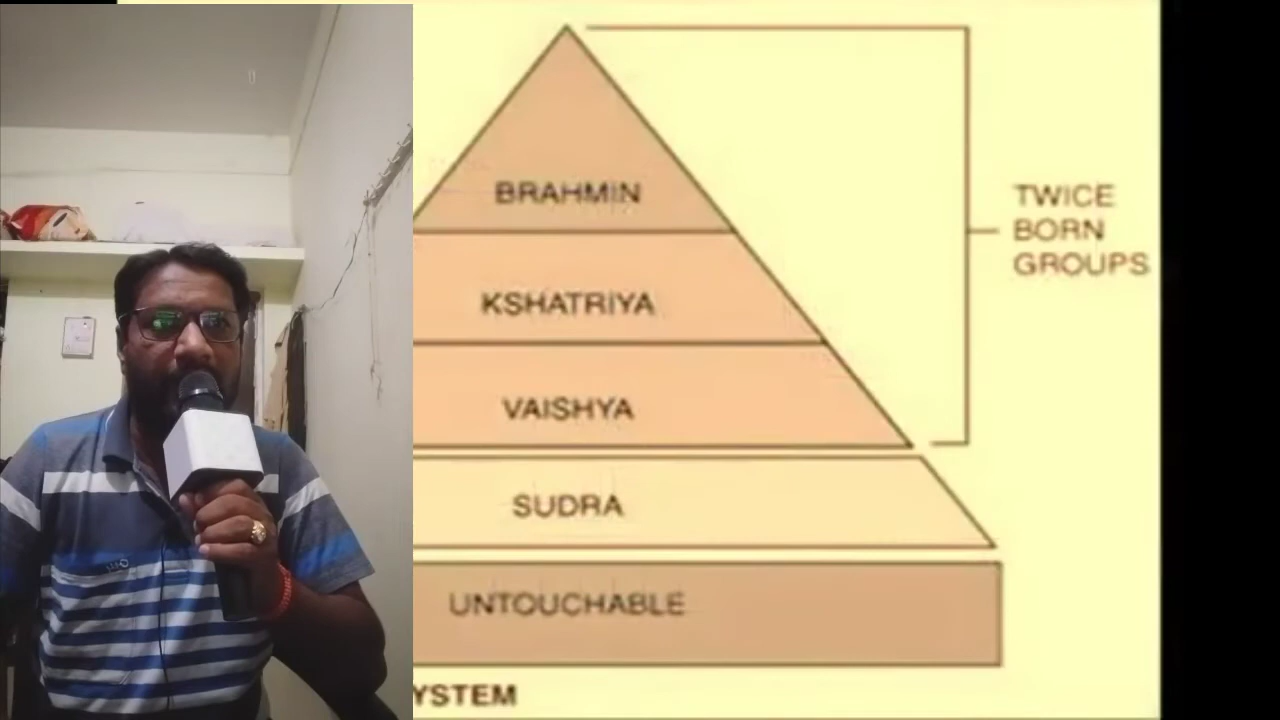 BRAHMIN
KSHATRIYA
VAISHYA
SUDRA
UNTOUCHABLE
TWICE
BORN
GROUPS
YSTEM